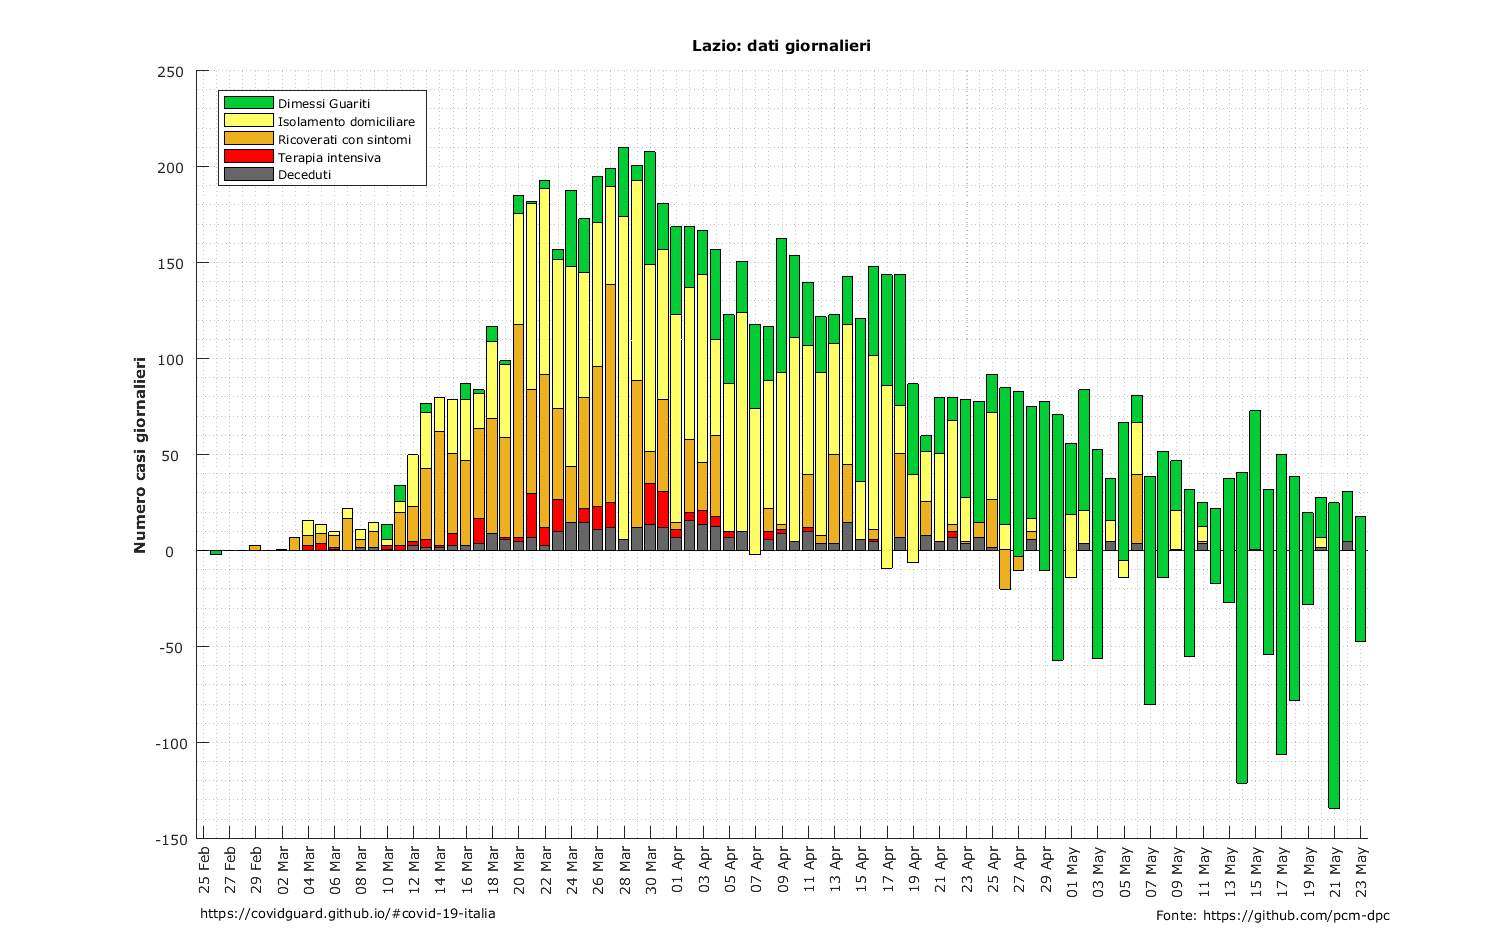 Lazio: dati giornalieri
Numero casi giornalieri
250
200
150
100
50
0
-50
-100
-150
Dimessi Guariti
Isolamento domiciliare
Ricoverati con sintomi
Terapia intensiva
Deceduti
25 Feb
27 Feb
29 Feb
02 Mar
04 Mar
06 Mar
08 Mar
10 Mar
12 Mar
14 Mar
16 Mar
18 Mar
20 Mar
22 Mar
24 Mar
26 Mar
28 Mar
30 Mar
01 Apr
03 Apr
05 Apr
07 Apr
09 Apr
11 Apr
13 Apr
15 Apr
17 Apr
19 Apr
21 Apr
23 Apr
25 Apr
27 Apr
29 Apr
01 May
03 May
05 May
07 May
09 May
11 May
13 May
15 May
17 May
19 May
21 May
23 May
https://covidguard.github.io/#covid-19-italia
Fonte: https://github.com/pcm-dpc